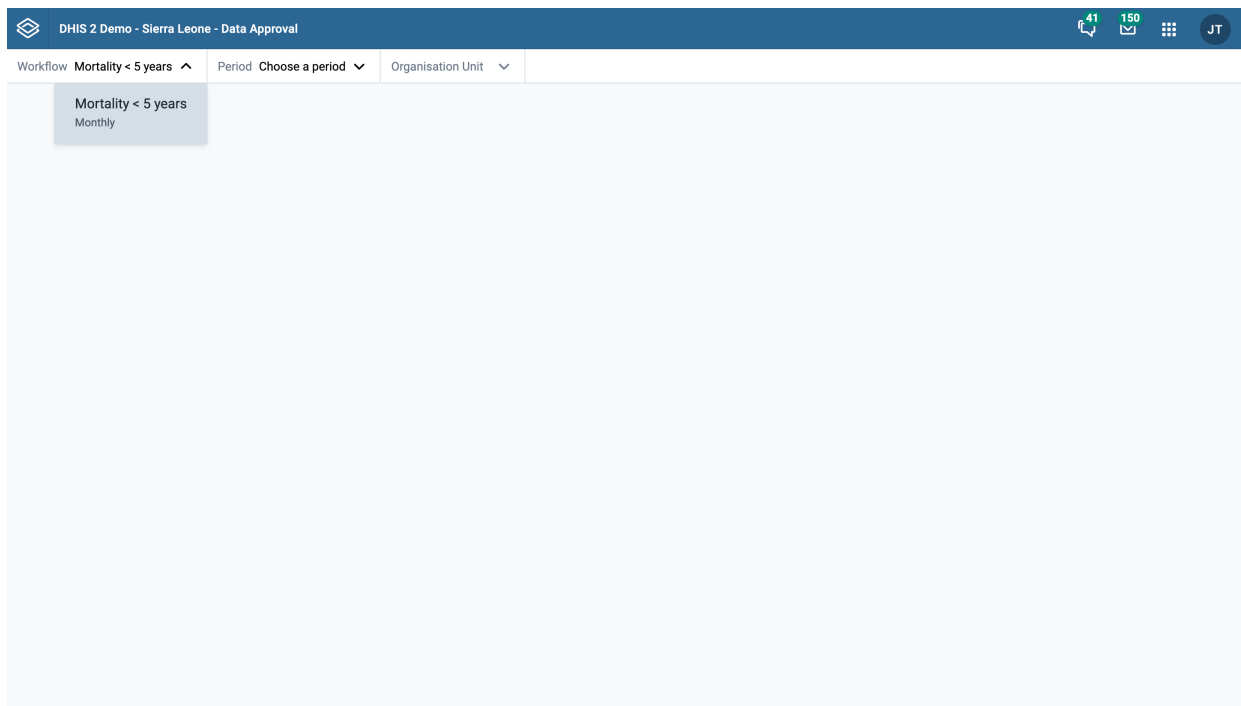 DHIS 2 Demo - Sierra Leone - Data Approval
41
150
JT
Workflow Mortality < 5 years Period Choose a period Organisation Unit
Mortality < 5 years
Monthly